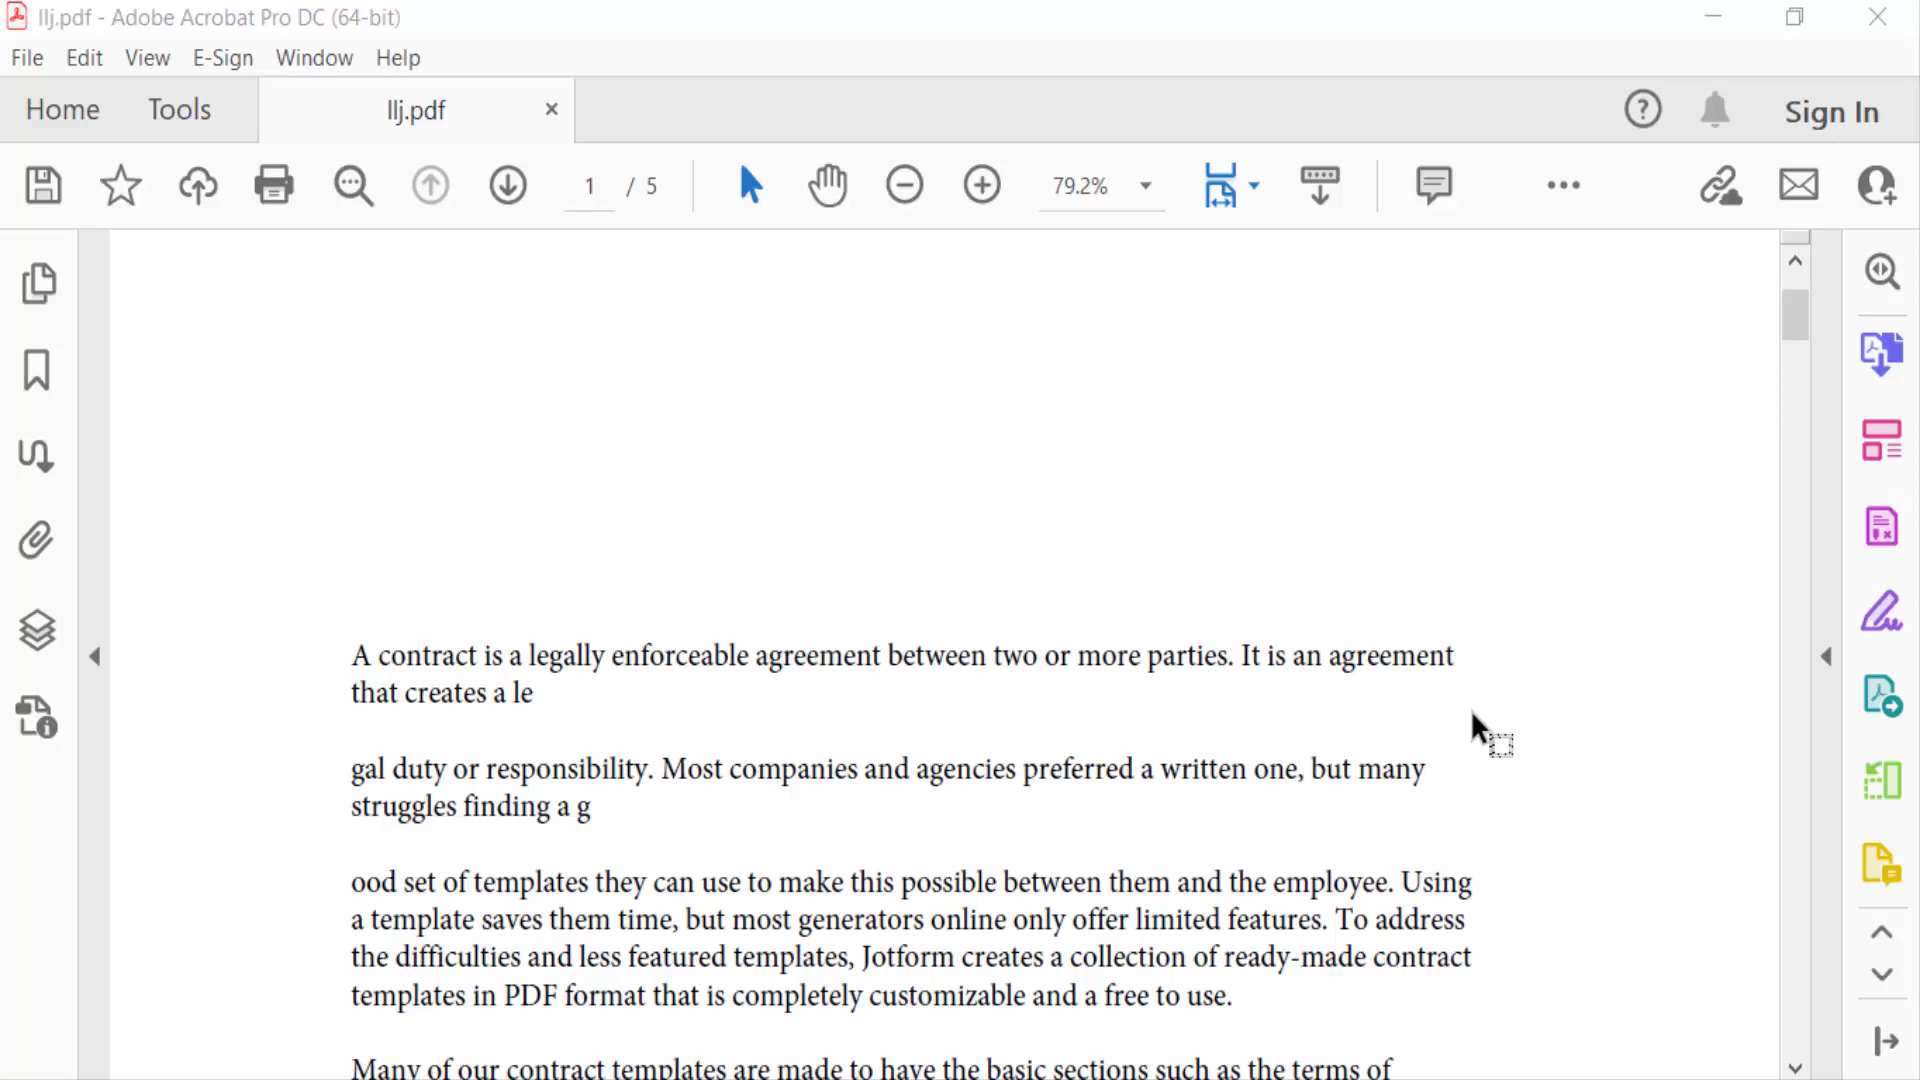 llj.pdf - Adobe Acrobat Pro DC (64-bit)
File Edit View E-Sign Window Help
Home Tools llj.pdf × Sign In
1 / 5 79.2%
A contract is a legally enforceable agreement between two or more parties. It is an agreement
that creates a le
gal duty or responsibility. Most companies and agencies preferred a written one, but many
struggles finding a g
ood set of templates they can use to make this possible between them and the employee. Using
a template saves them time, but most generators online only offer limited features. To address
the difficulties and less featured templates, Jotform creates a collection of ready-made contract
templates in PDF format that is completely customizable and a free to use.
Many of our contract templates are made to have the basic sections such as the terms of